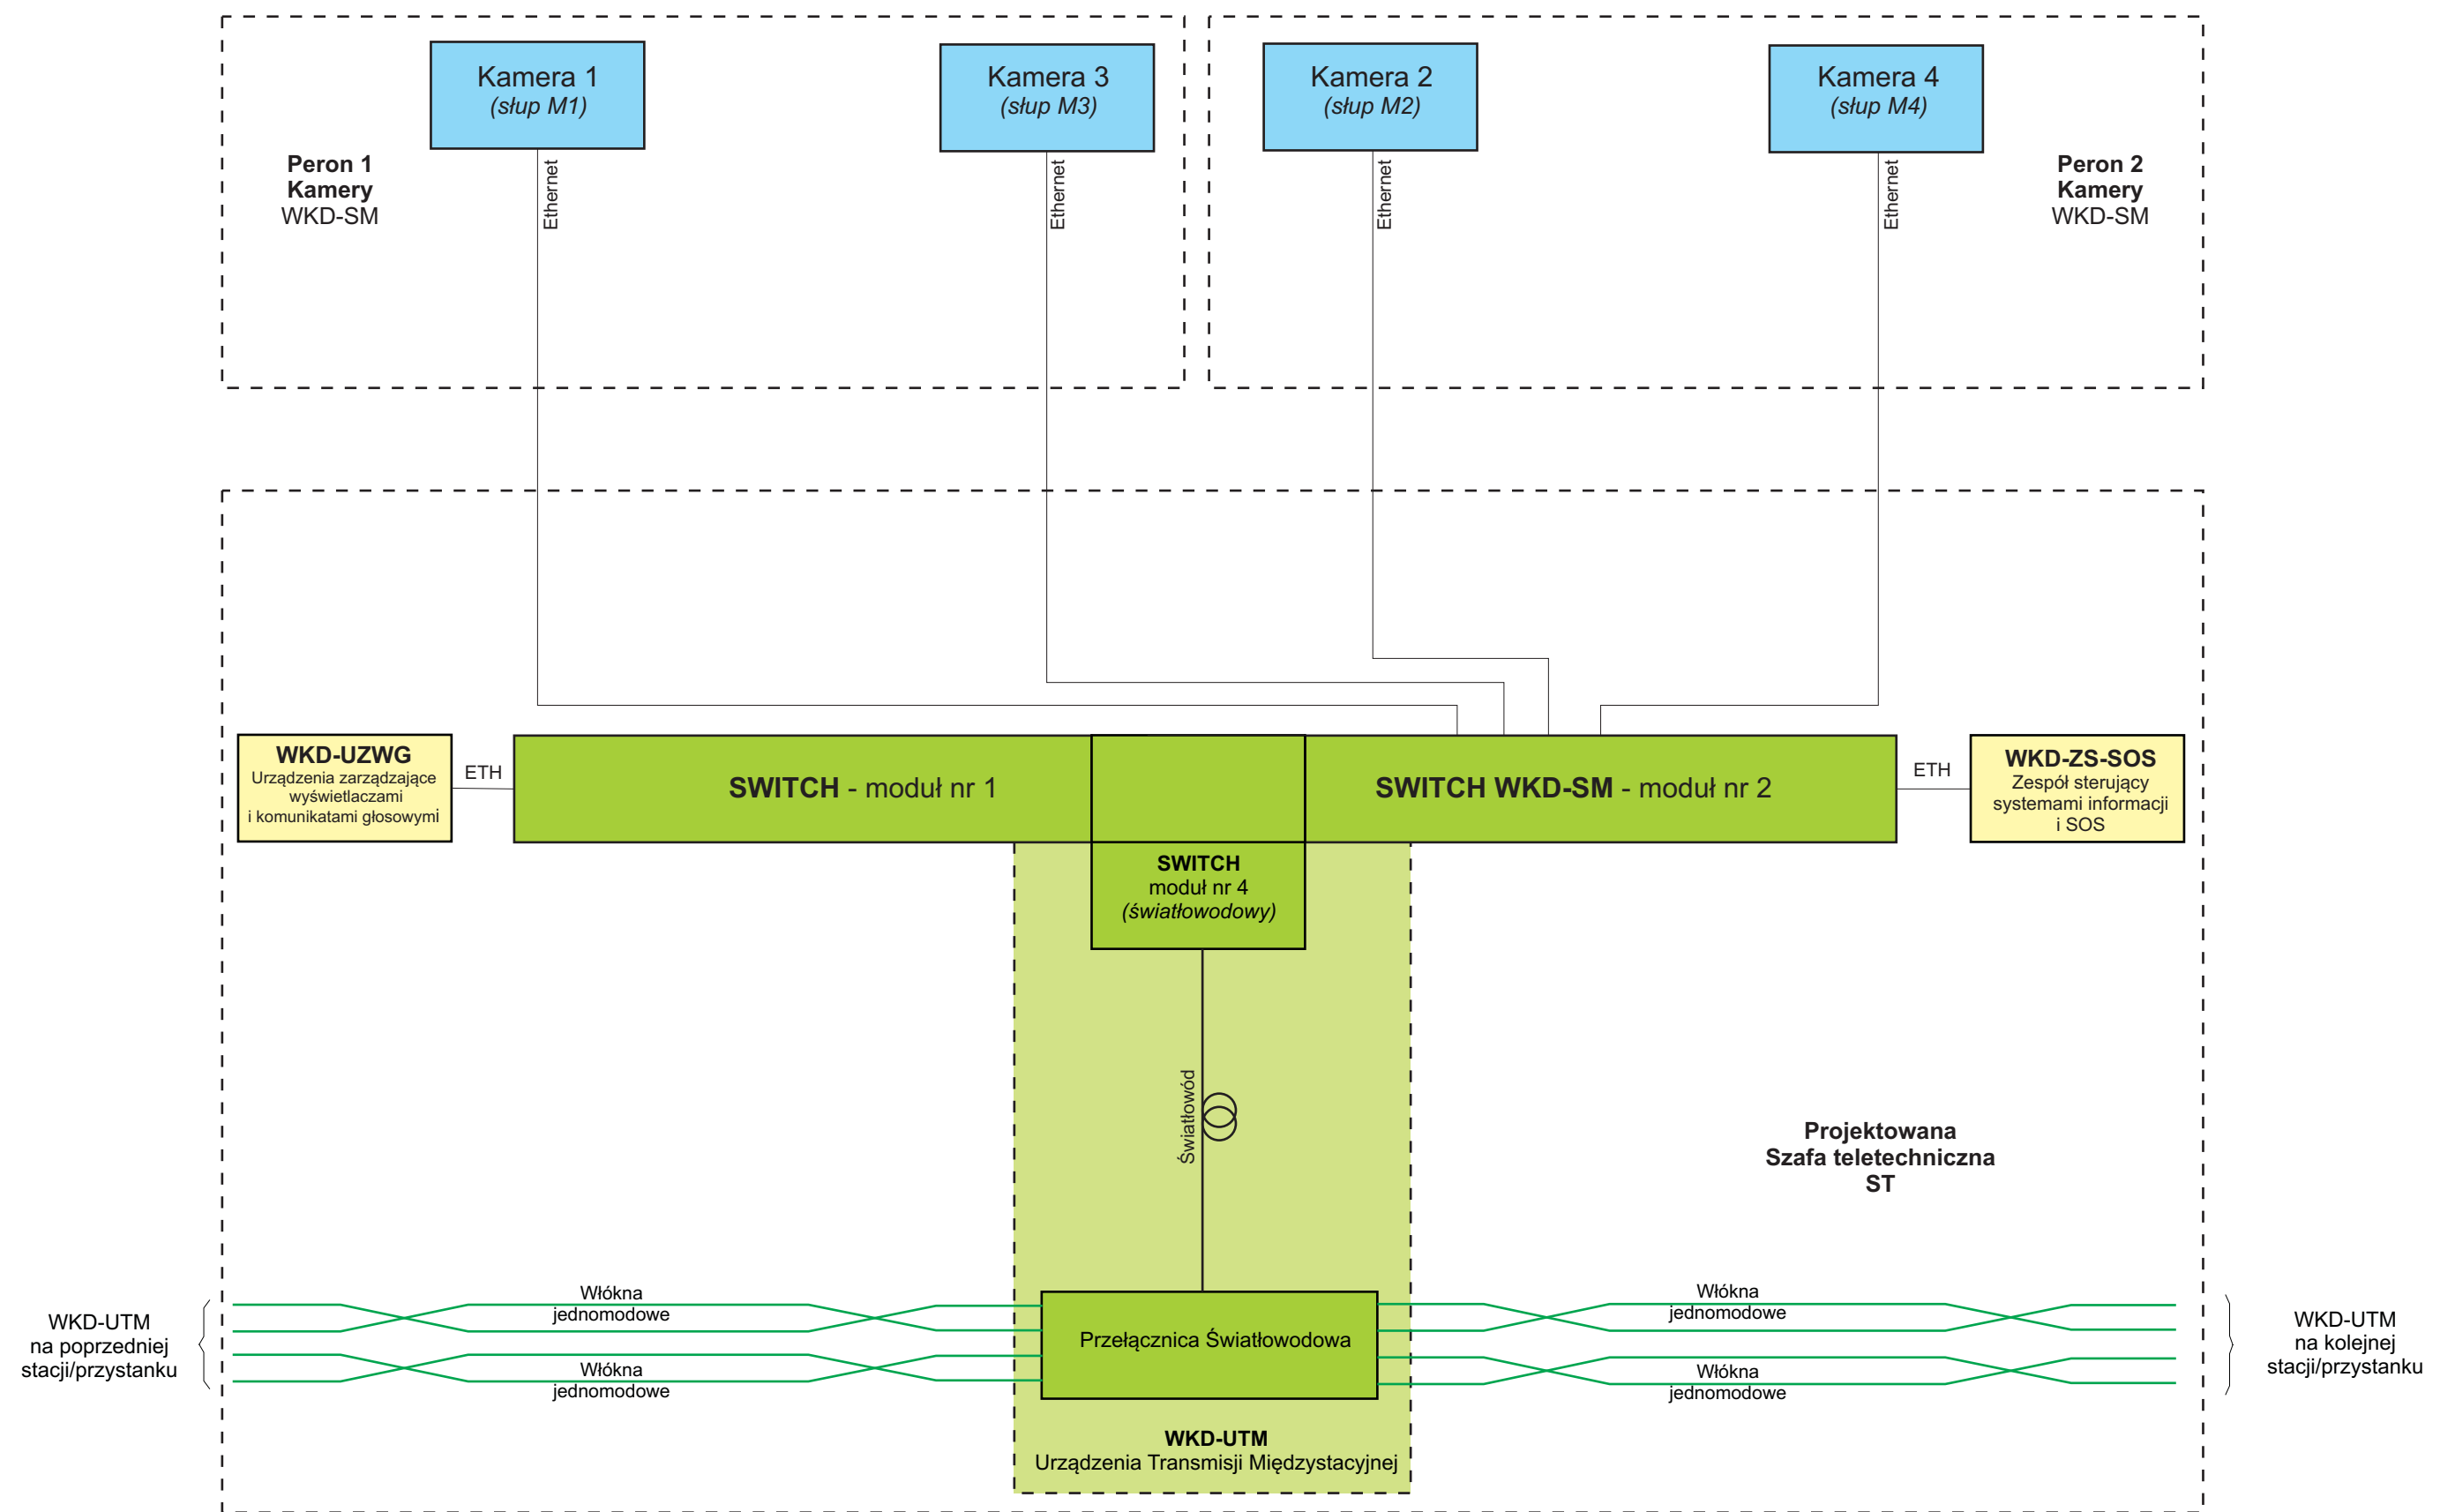 Kamera 1
(słup M1)
Kamera 3
(słup M3)
Kamera 2
(słup M2)
Kamera 4
(słup M4)
Peron 1
Kamery
WKD-SM
Ethernet
Ethernet
Ethernet
Ethernet
Peron 2
Kamery
WKD-SM
WKD-UZWG
Urządzenia zarządzające
wyświetlaczami
i komunikatami głosowymi
ETH
SWITCH - moduł nr 1
SWITCH WKD-SM - moduł nr 2
ETH
WKD-ZS-SOS
Zespół sterujący
systemami informacji
i SOS
SWITCH
moduł nr 4
(światłowodowy)
Światłowód
Projektowana
Szafa teletechniczna
ST
WKD-UTM
na poprzedniej
stacji/przystanku
Włókna
jednomodowe
Włókna
jednomodowe
Przełącznica Światłowodowa
Włókna
jednomodowe
Włókna
jednomodowe
WKD-UTM
na kolejnej
stacji/przystanku
WKD-UTM
Urządzenia Transmisji Międzystacyjnej